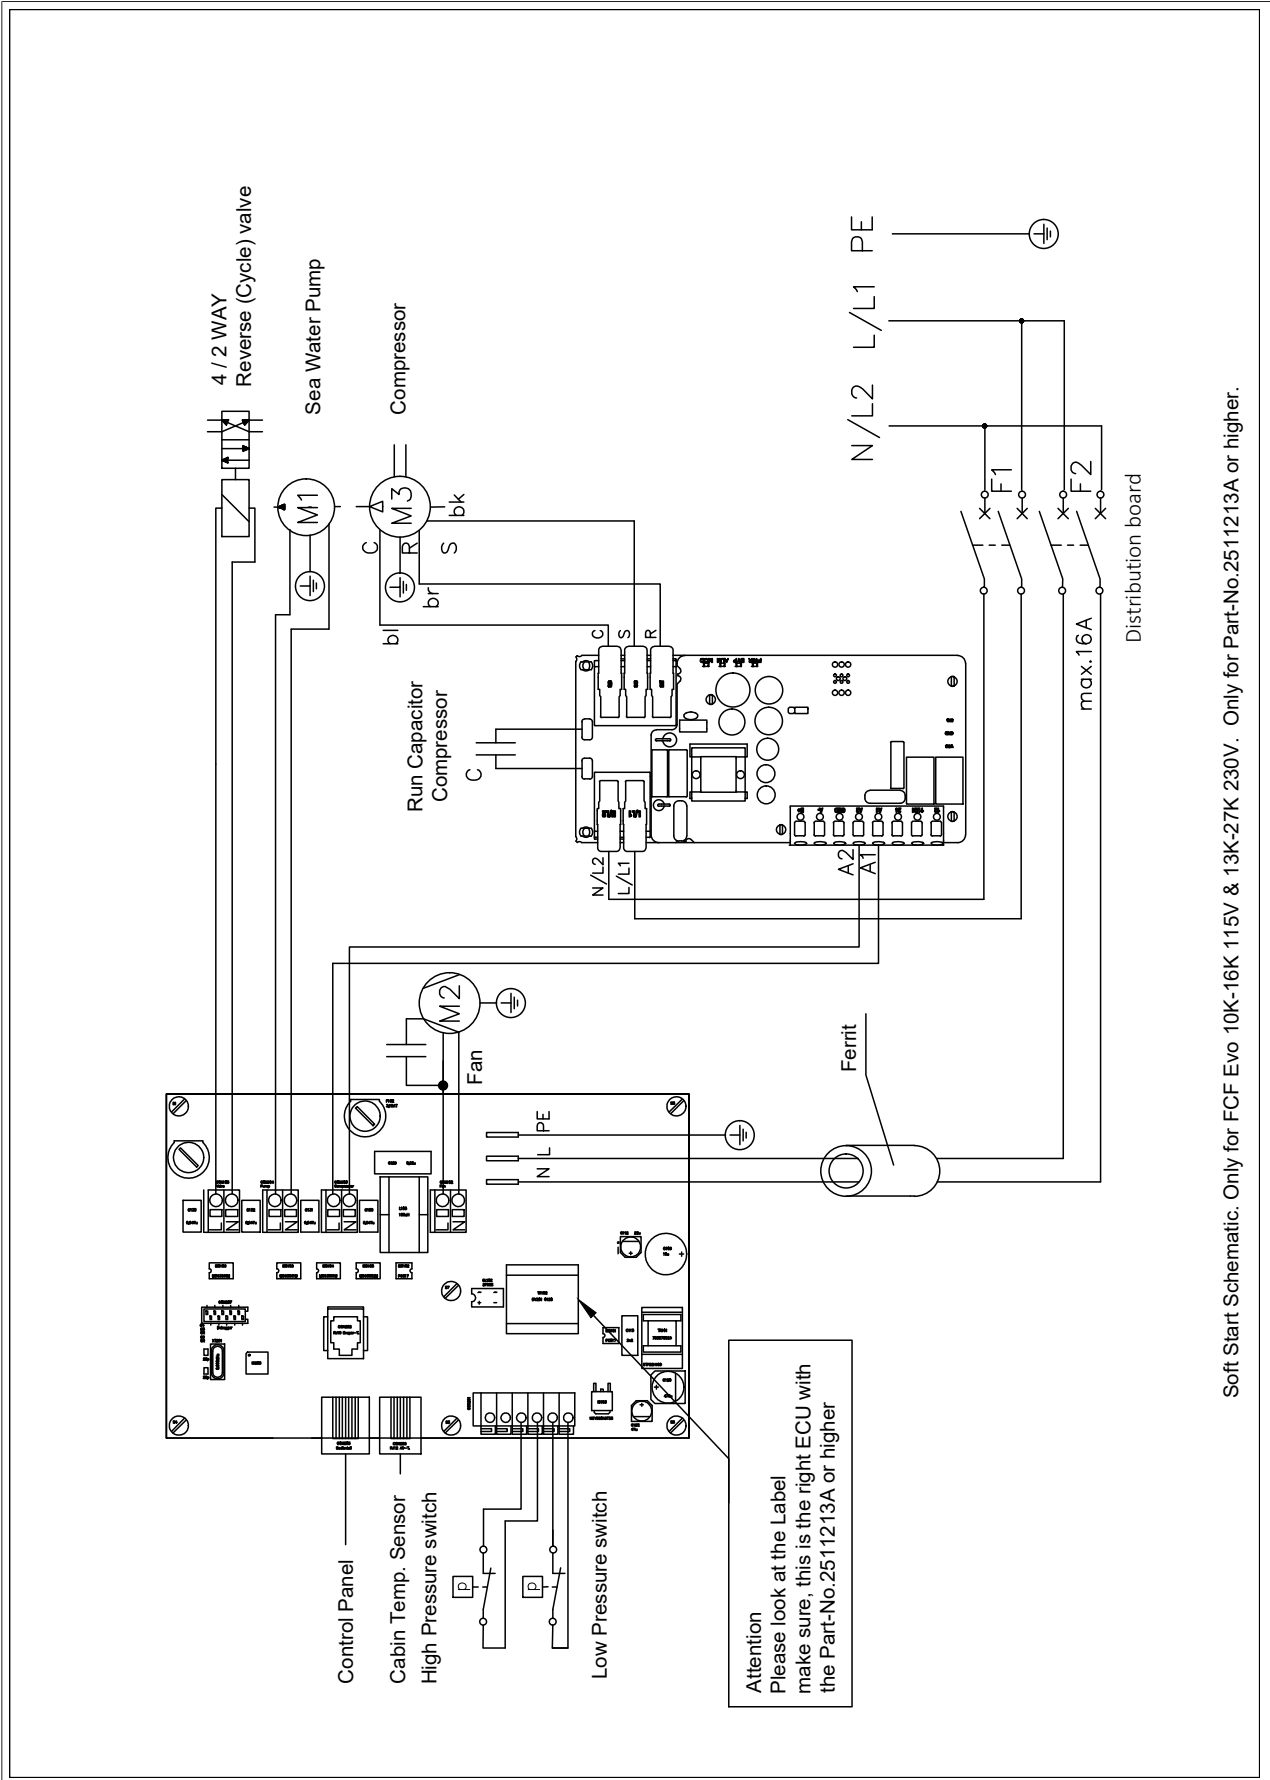 4 / 2 WAY
Reverse (Cycle) valve
Sea Water Pump
Compressor
M1
M3
C
R
S
bl
br
bk
Run Capacitor
Compressor
C
C
S
R
N/L2
L/L1
N/L2
L/L1
A2
A1
N/L2
L/L1
PE
F1
F2
max.16A
Distribution board
M2
Fan
L
N
L
N
L
N
L
N
N
L
PE
Ferrit
Control Panel
Cabin Temp. Sensor
High Pressure switch
p
p
Low Pressure switch
Attention
Please look at the Label
make sure, this is the right ECU with
the Part-No.2511213A or higher
Soft Start Schematic. Only for FCF Evo 10K-16K 115V & 13K-27K 230V. Only for Part-No.2511213A or higher.